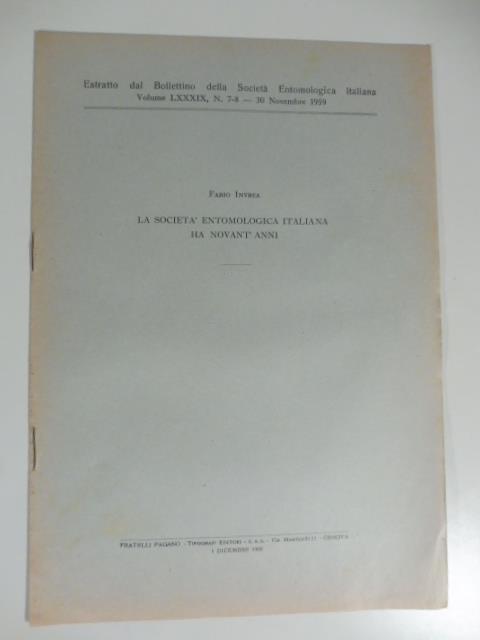 Estratto dal Bollettino della Società Entomologica Italiana
Volume LXXXIX, N. 7-8 — 30 Novembre 1959
Fabio Invrea
LA SOCIETA' ENTOMOLOGICA ITALIANA
HA NOVANT' ANNI
FRATELLI PAGANO - Tipografi Editori - s.a.s. - GENOVA
1 DICEMBRE 1959